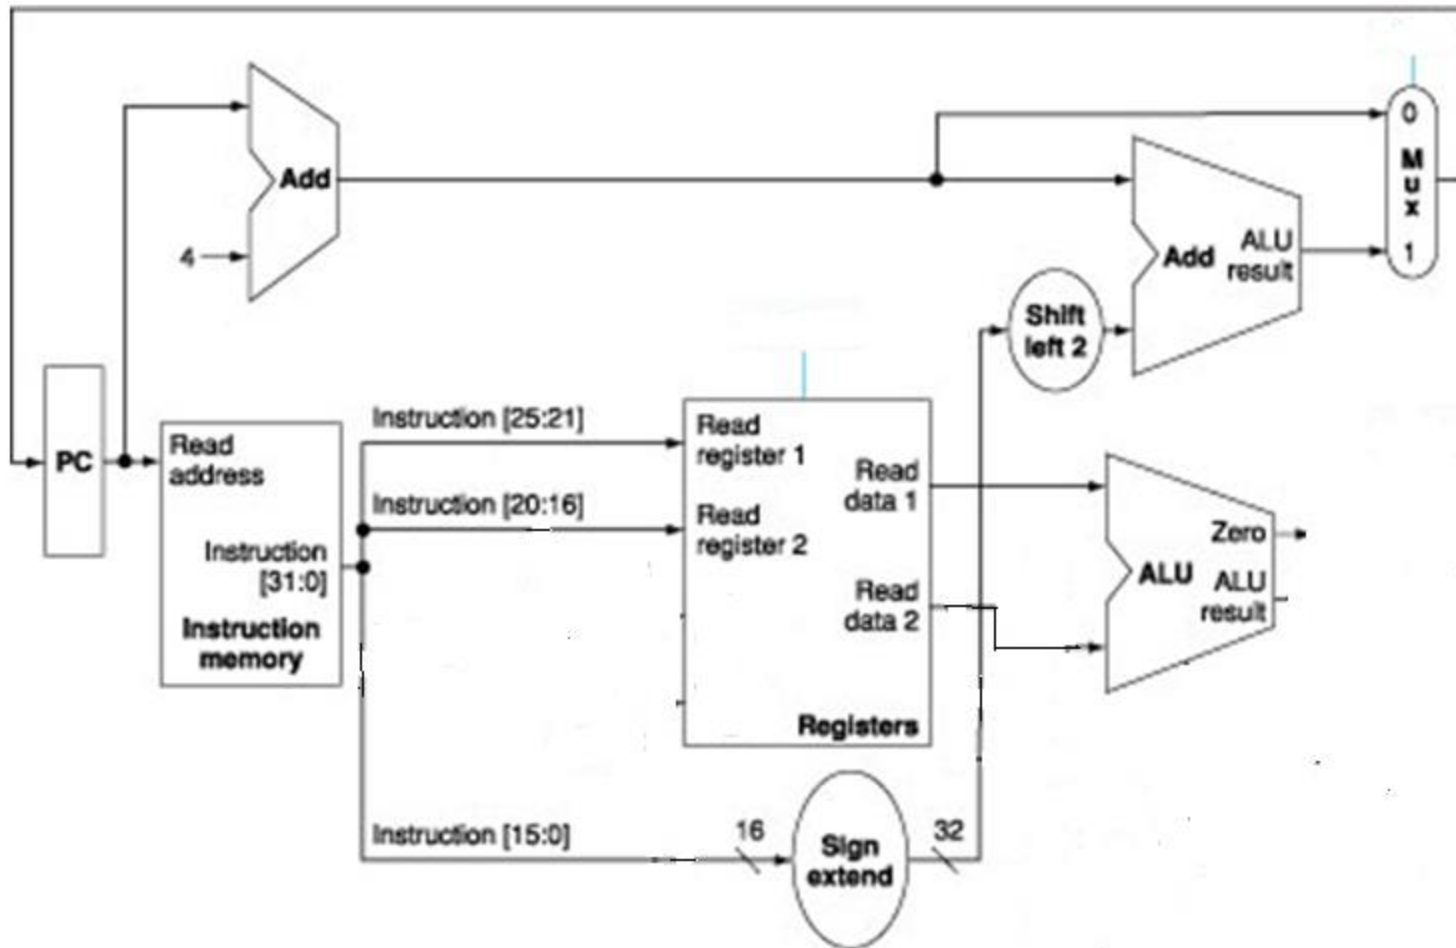 0
M
u
x
1
Add
4
Add
ALU
result
Shift
left 2
PC
Read
address
Instruction
[31:0]
Instruction
memory
Instruction [25:21]
Instruction [20:16]
Instruction [15:0]
Read
register 1
Read
register 2
Read
data 1
Read
data 2
Registers
Zero
ALU
ALU
result
16
Sign
extend
32